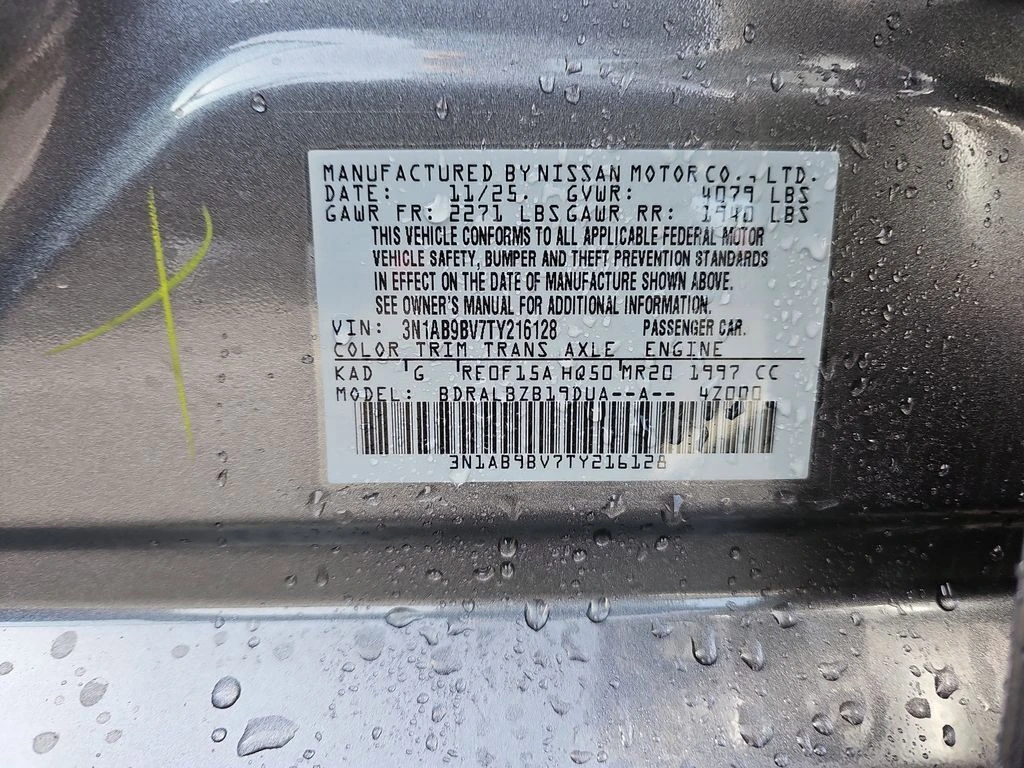 MANUFACTURED BY NISSAN MOTOR CO., LTD.
DATE: 11/25. GVWR: 4079 LBS
GAWR FR: 2271 LBS GAWR RR: 1940 LBS
THIS VEHICLE CONFORMS TO ALL APPLICABLE FEDERAL MOTOR
VEHICLE SAFETY, BUMPER AND THEFT PREVENTION STANDARDS
IN EFFECT ON THE DATE OF MANUFACTURE SHOWN ABOVE.
SEE OWNER'S MANUAL FOR ADDITIONAL INFORMATION.
VIN: 3N1AB9BV7TY216128 PASSENGER CAR.
COLOR TRIM TRANS AXLE ENGINE
KAD G RE0F15A HQ50 MR20 1997 CC
MODEL: BDRALBZB19DUA--A-- 4Z000
3N1AB9BV7TY216128